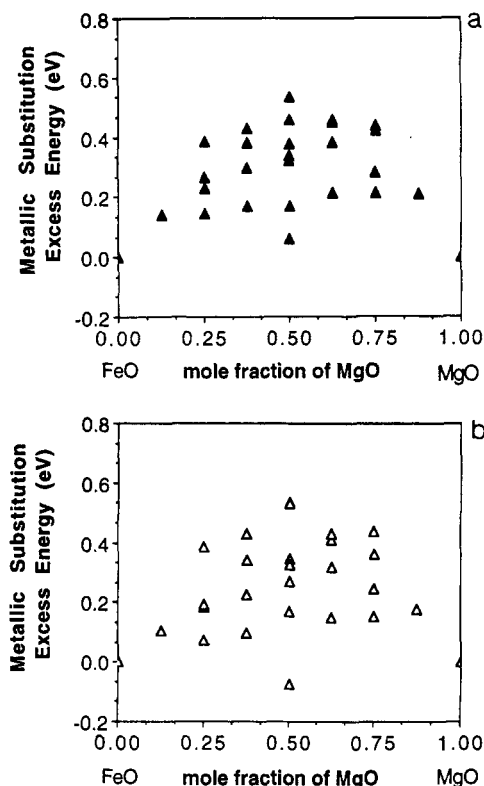 a
Metallic Substitution
Excess Energy (eV)
0.8
0.6
0.4
0.2
0.0
-0.2
0.00 0.25 0.50 0.75 1.00
FeO mole fraction of MgO MgO
b
Metallic Substitution
Excess Energy (eV)
0.8
0.6
0.4
0.2
0.0
-0.2
0.00 0.25 0.50 0.75 1.00
FeO mole fraction of MgO MgO